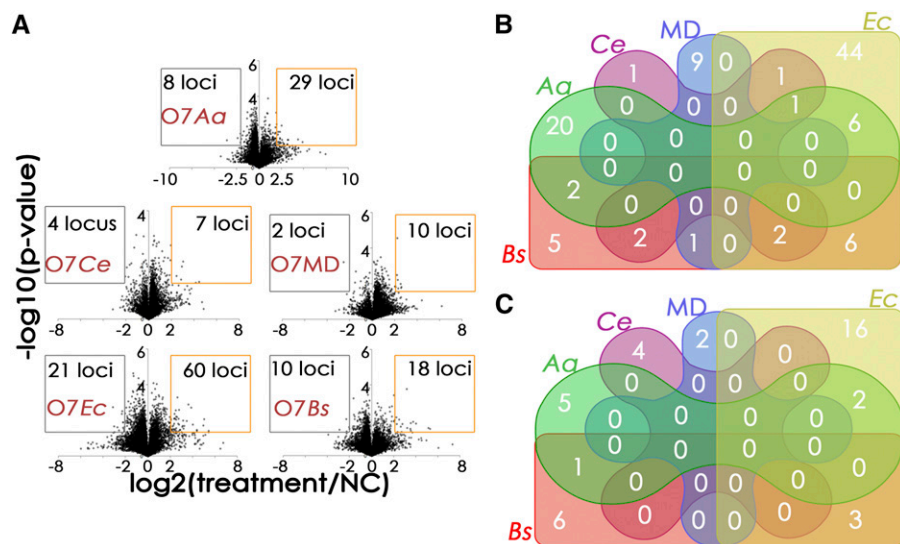 A
-log10(p-value)
6
8 loci
29 loci
O7Aa
4
-10
-2.5
0
2.5
10
6
4 locus
7 loci
O7Ce
4
-8
0
2
8
6
2 loci
10 loci
O7MD
4
-8
0
2
8
6
21 loci
60 loci
O7Ec
4
-8
0
2
8
6
10 loci
18 loci
O7Bs
4
-8
0
2
8
log2(treatment/NC)
B
Ec
MD
Ce
44
9 0
1 1
Aa
0 0 0 1
20 6
0 0 0 0
0 0 0 0
2 0
0 0 0 0
5 2 1 0 2 6
Bs
C
Ec
MD
Ce
16
2 0
4 0
Aa
0 0 0 0
5 2
0 0 0 0
0 0 0 0
1 0
0 0 0 0
6 0 0 0 0 3
Bs